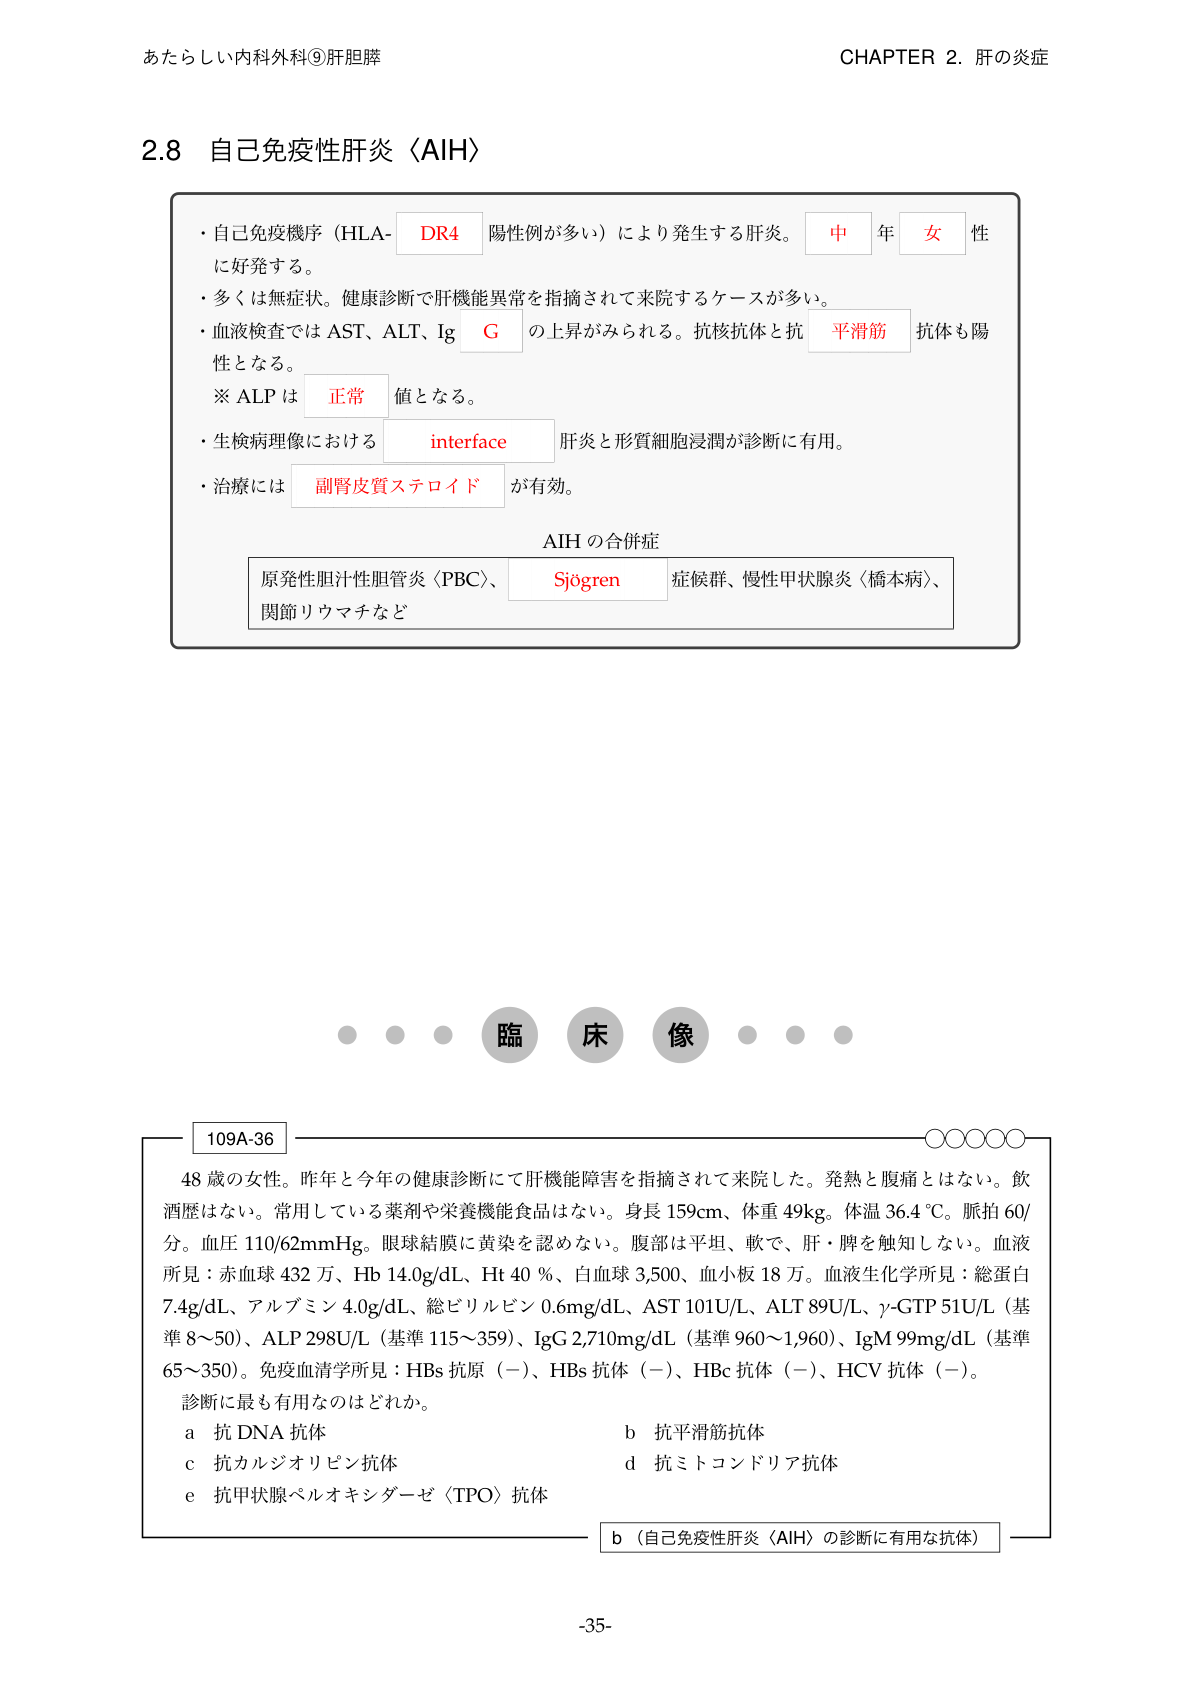 あたらしい内科外科⑨肝胆膵
CHAPTER 2. 肝の炎症
2.8 自己免疫性肝炎〈AIH〉
・自己免疫機序（HLA- DR4 陽性例が多い）により発生する肝炎。 中 年 女 性
に好発する。
・多くは無症状。健康診断で肝機能異常を指摘されて来院するケースが多い。
・血液検査では AST、ALT、Ig G の上昇がみられる。抗核抗体と抗 平滑筋 抗体も陽
性となる。
※ ALP は 正常 値となる。
・生検病理像における interface 肝炎と形質細胞浸潤が診断に有用。
・治療には 副腎皮質ステロイド が有効。
AIH の合併症
原発性胆汁性胆管炎〈PBC〉、 Sjögren 症候群、慢性甲状腺炎〈橋本病〉、
関節リウマチなど
臨床像
109A-36
48 歳の女性。昨年と今年の健康診断にて肝機能障害を指摘されて来院した。発熱と腹痛とはない。飲
酒歴はない。常用している薬剤や栄養機能食品はない。身長 159cm、体重 49kg。体温 36.4 ℃。脈拍 60/
分。血圧 110/62mmHg。眼球結膜に黄染を認めない。腹部は平坦、軟で、肝・脾を触知しない。血液
所見：赤血球 432 万、Hb 14.0g/dL、Ht 40 %、白血球 3,500、血小板 18 万。血液生化学所見：総蛋白
7.4g/dL、アルブミン 4.0g/dL、総ビリルビン 0.6mg/dL、AST 101U/L、ALT 89U/L、γ-GTP 51U/L（基
準 8～50）、ALP 298U/L（基準 115～359）、IgG 2,710mg/dL（基準 960～1,960）、IgM 99mg/dL（基準
65～350）。免疫血清学所見：HBs 抗原（－）、HBs 抗体（－）、HBc 抗体（－）、HCV 抗体（－）。
診断に最も有用なのはどれか。
a 抗 DNA 抗体
b 抗平滑筋抗体
c 抗カルジオリピン抗体
d 抗ミトコンドリア抗体
e 抗甲状腺ペルオキシダーゼ〈TPO〉抗体
b （自己免疫性肝炎〈AIH〉の診断に有用な抗体）
-35-